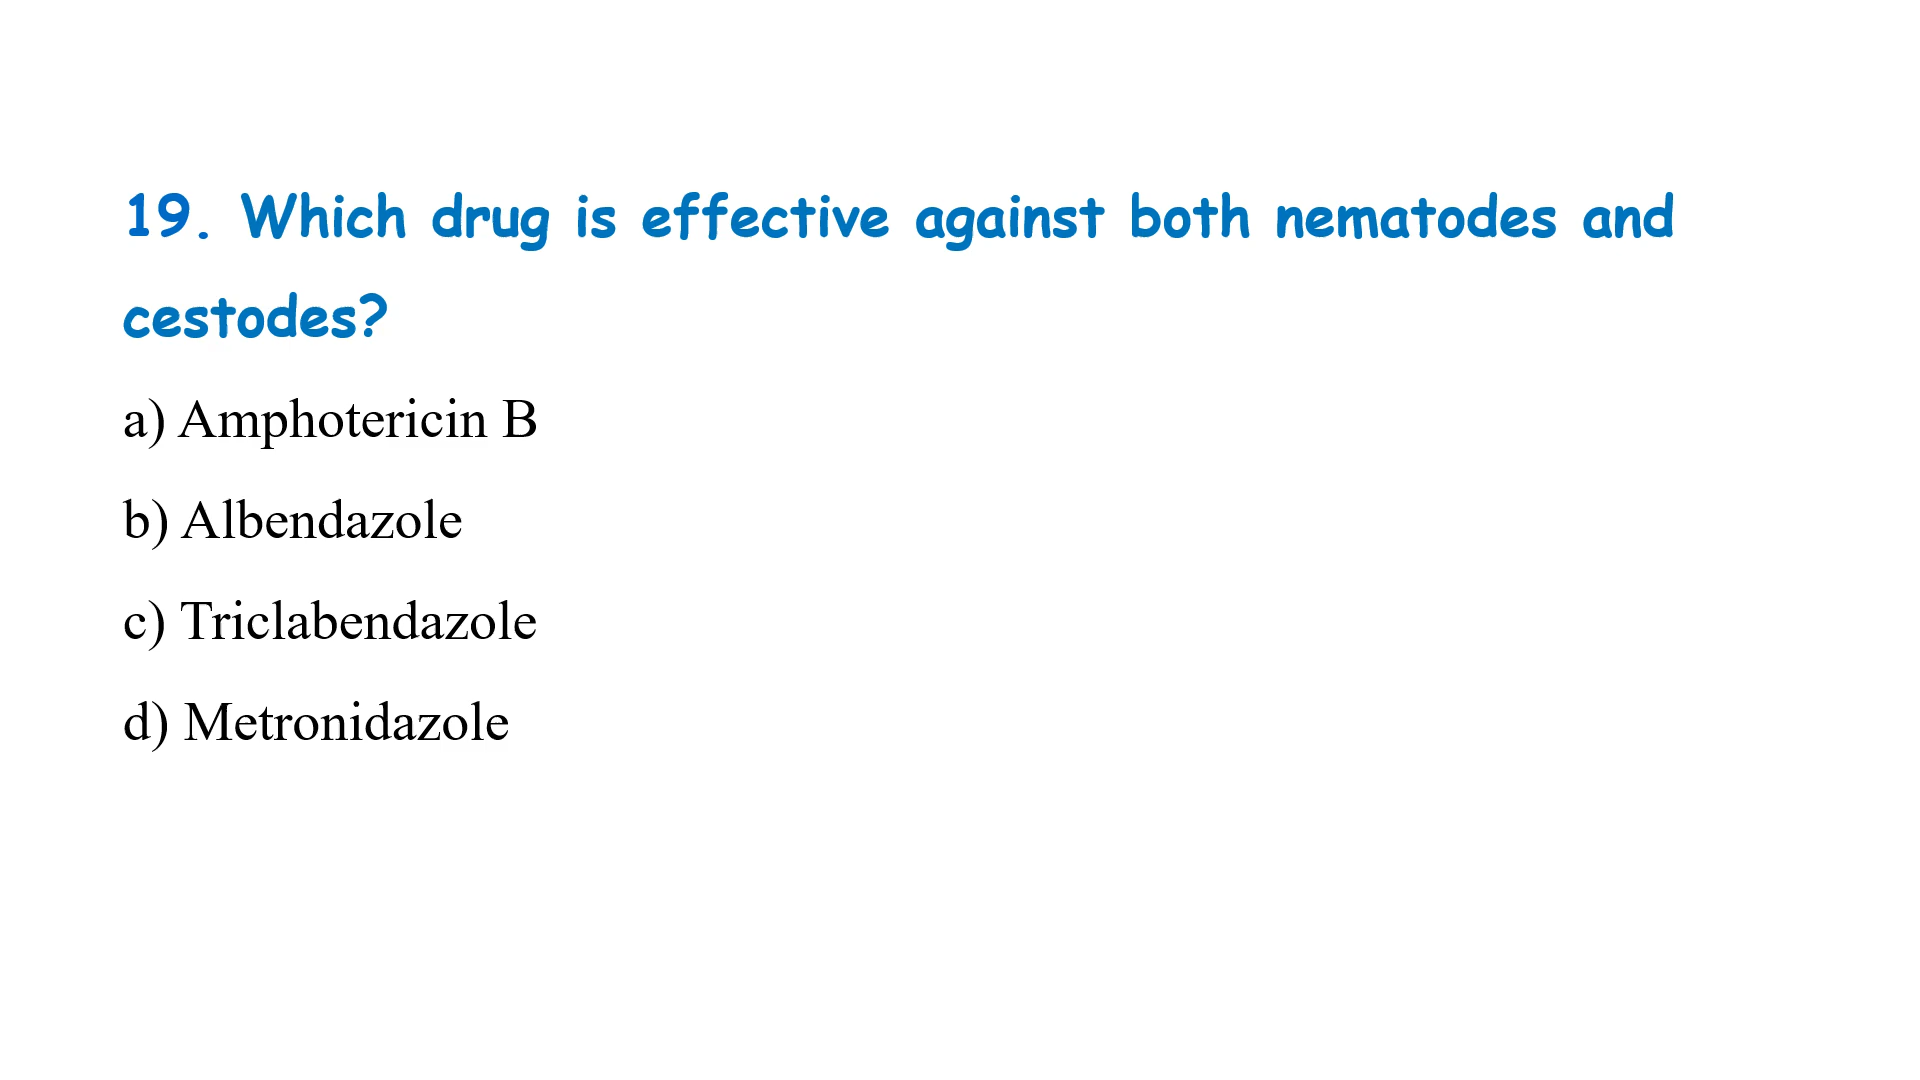 19. Which drug is effective against both nematodes and
cestodes?
a) Amphotericin B
b) Albendazole
c) Triclabendazole
d) Metronidazole